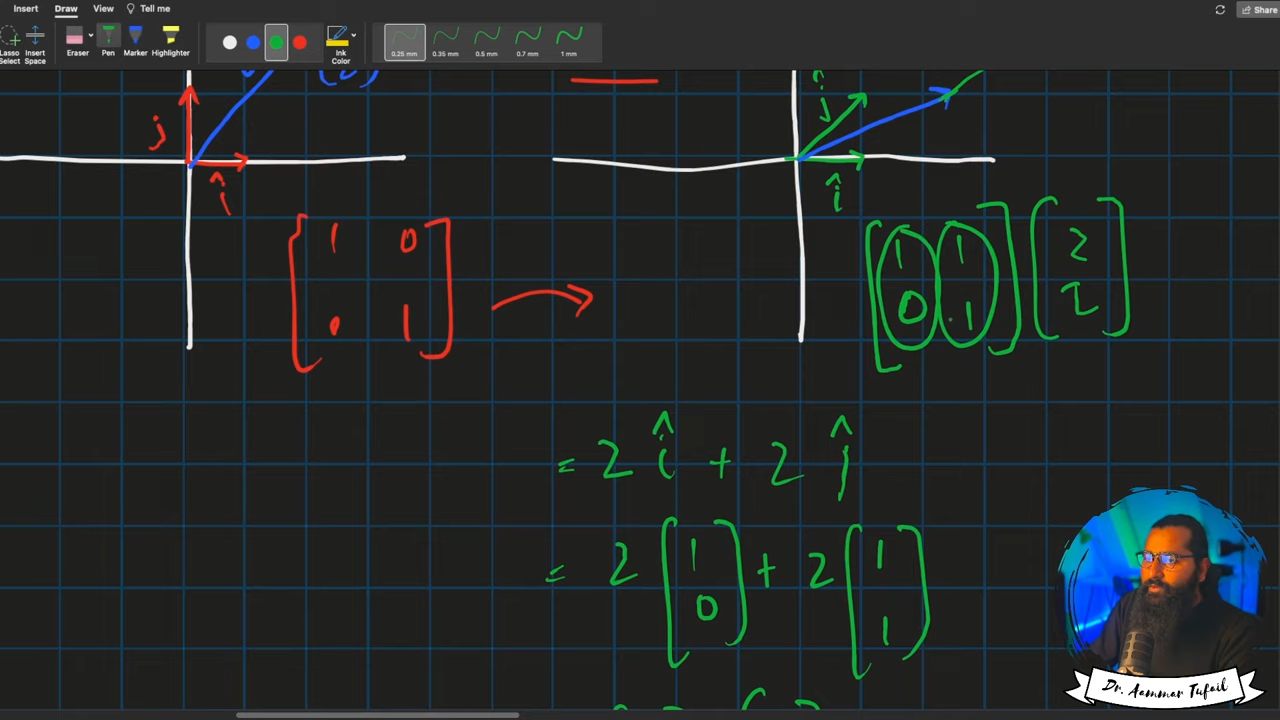 Insert Draw View Tell me
Share
Lasso Select
Insert Space
Eraser
Pen
Marker
Highlighter
Ink Color
0.25 mm
0.35 mm
0.5 mm
0.7 mm
1 mm
j
î
ĵ
î
[1 0
0 1]
[1 1
0 1] [2
2]
= 2 î + 2 ĵ
= 2 [1
0] + 2 [1
1]
Dr. Aammar Tufail